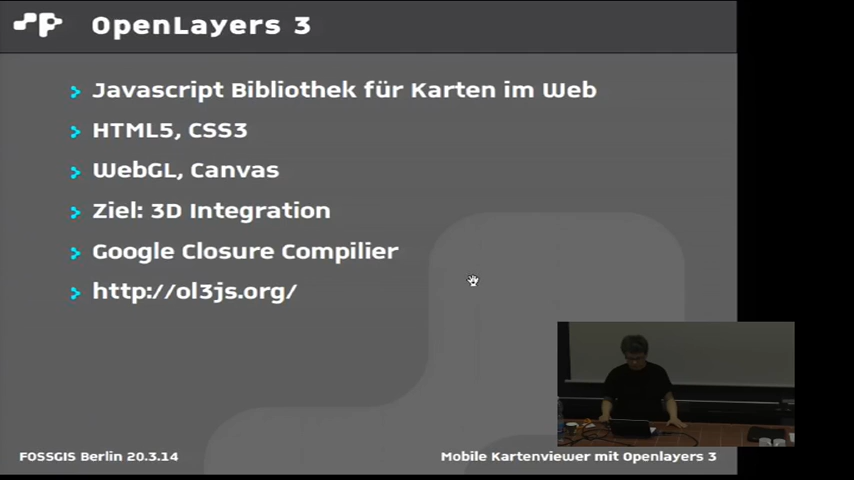 OpenLayers 3
Javascript Bibliothek für Karten im Web
HTML5, CSS3
WebGL, Canvas
Ziel: 3D Integration
Google Closure Compilier
http://ol3js.org/
FOSSGIS Berlin 20.3.14
Mobile Kartenviewer mit Openlayers 3